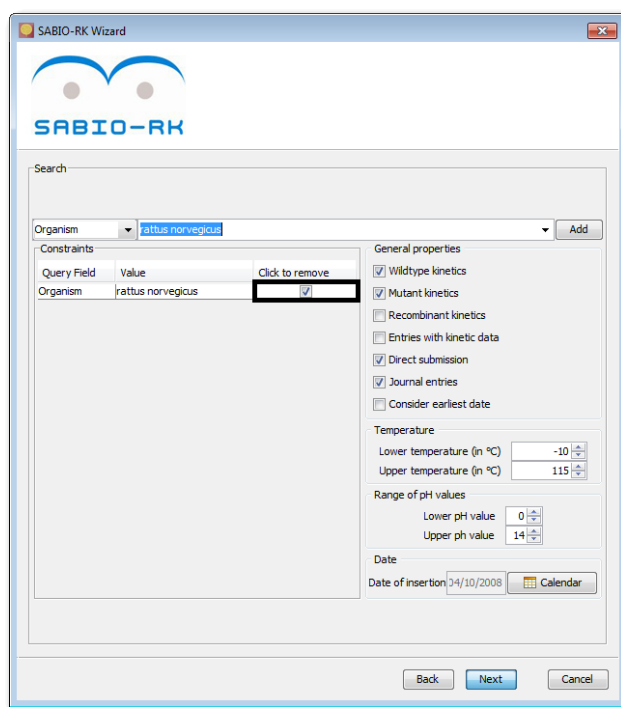 SABIO-RK Wizard
SABIO-RK
Search
Organism rattus norvegicus Add
Constraints
Query Field Value Click to remove
Organism rattus norvegicus
General properties
Wildtype kinetics
Mutant kinetics
Recombinant kinetics
Entries with kinetic data
Direct submission
Journal entries
Consider earliest date
Temperature
Lower temperature (in °C) -10
Upper temperature (in °C) 115
Range of pH values
Lower pH value 0
Upper ph value 14
Date
Date of insertion 04/10/2008 Calendar
Back Next Cancel